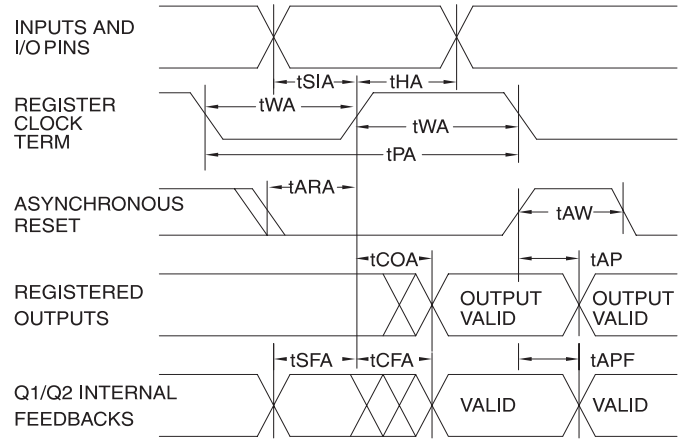 INPUTS AND
I/O PINS
tSIA
tHA
REGISTER
CLOCK
TERM
tWA
tWA
tPA
ASYNCHRONOUS
RESET
tARA
tAW
REGISTERED
OUTPUTS
tCOA
tAP
OUTPUT
VALID
OUTPUT
VALID
Q1/Q2 INTERNAL
FEEDBACKS
tSFA
tCFA
tAPF
VALID
VALID